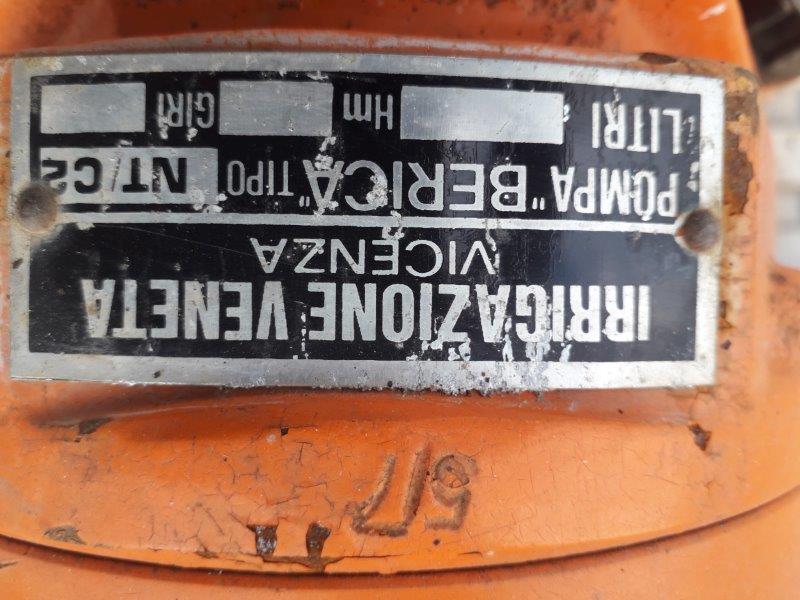 IRRIGAZIONE VENETA
VICENZA
POMPA "BERICA" TIPO NT/C2
LITRI Hm GIRI